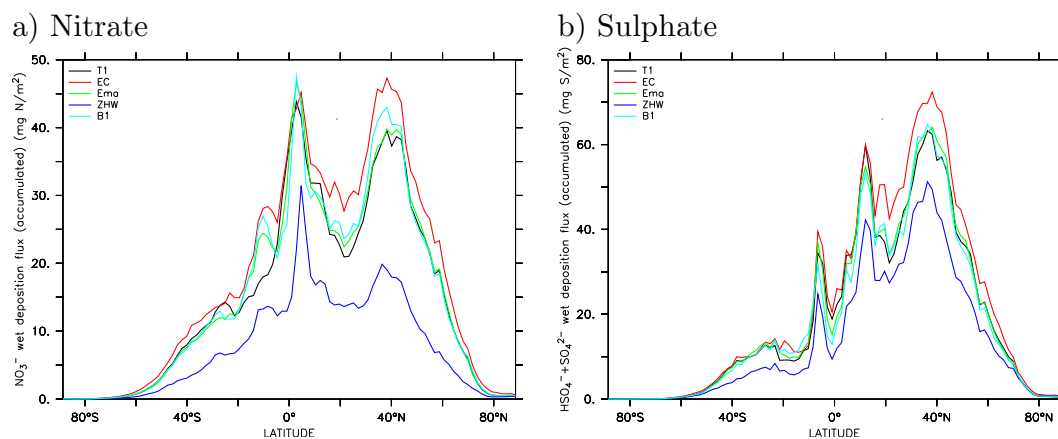 a) Nitrate
b) Sulphate
NO₃⁻ wet deposition flux (accumulated) (mg N/m²)
50.
40.
30.
20.
10.
0.
T1
EC
Ema
ZHW
B1
80°S
40°S
0°
40°N
80°N
LATITUDE
HSO₄⁻+SO₄²⁻ wet deposition flux (accumulated) (mg S/m²)
80.
60.
40.
20.
0.
T1
EC
Ema
ZHW
B1
80°S
40°S
0°
40°N
80°N
LATITUDE